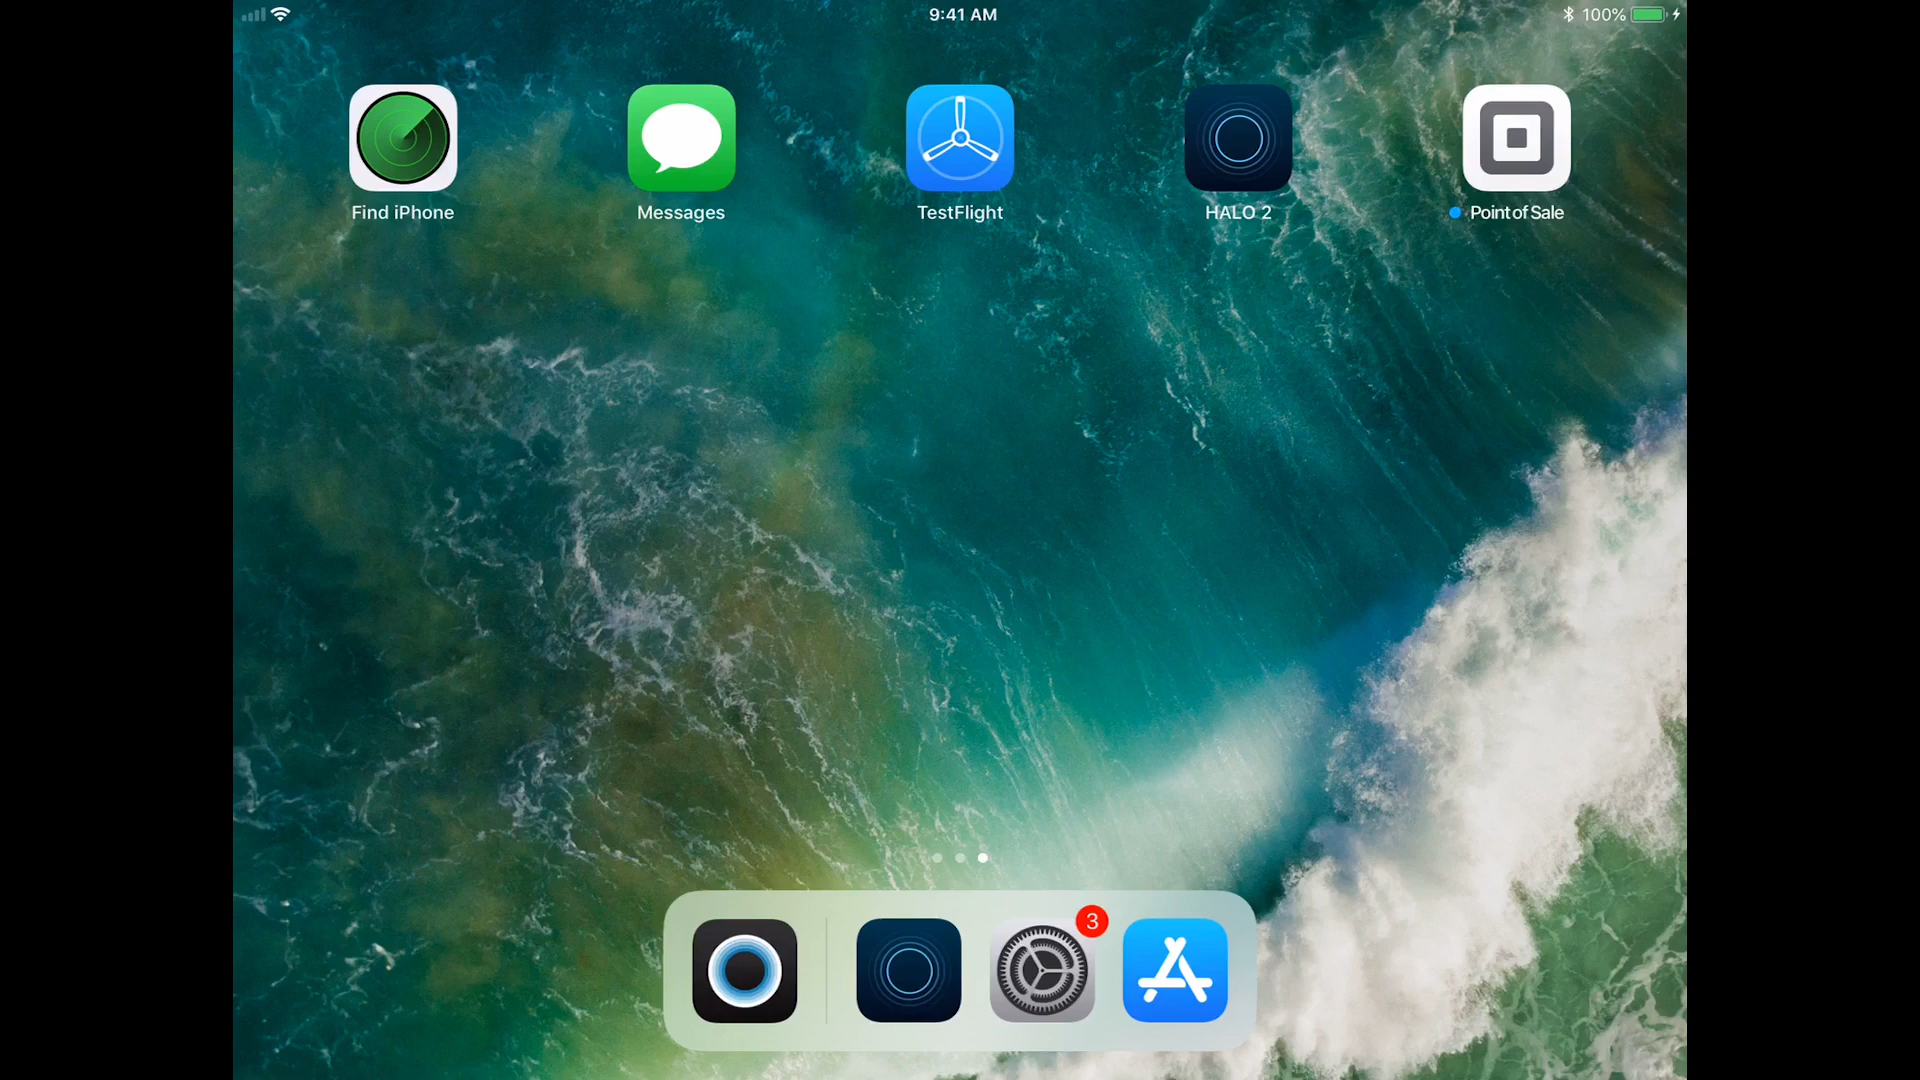 9:41 AM
100%
Find iPhone
Messages
TestFlight
HALO 2
Point of Sale
3